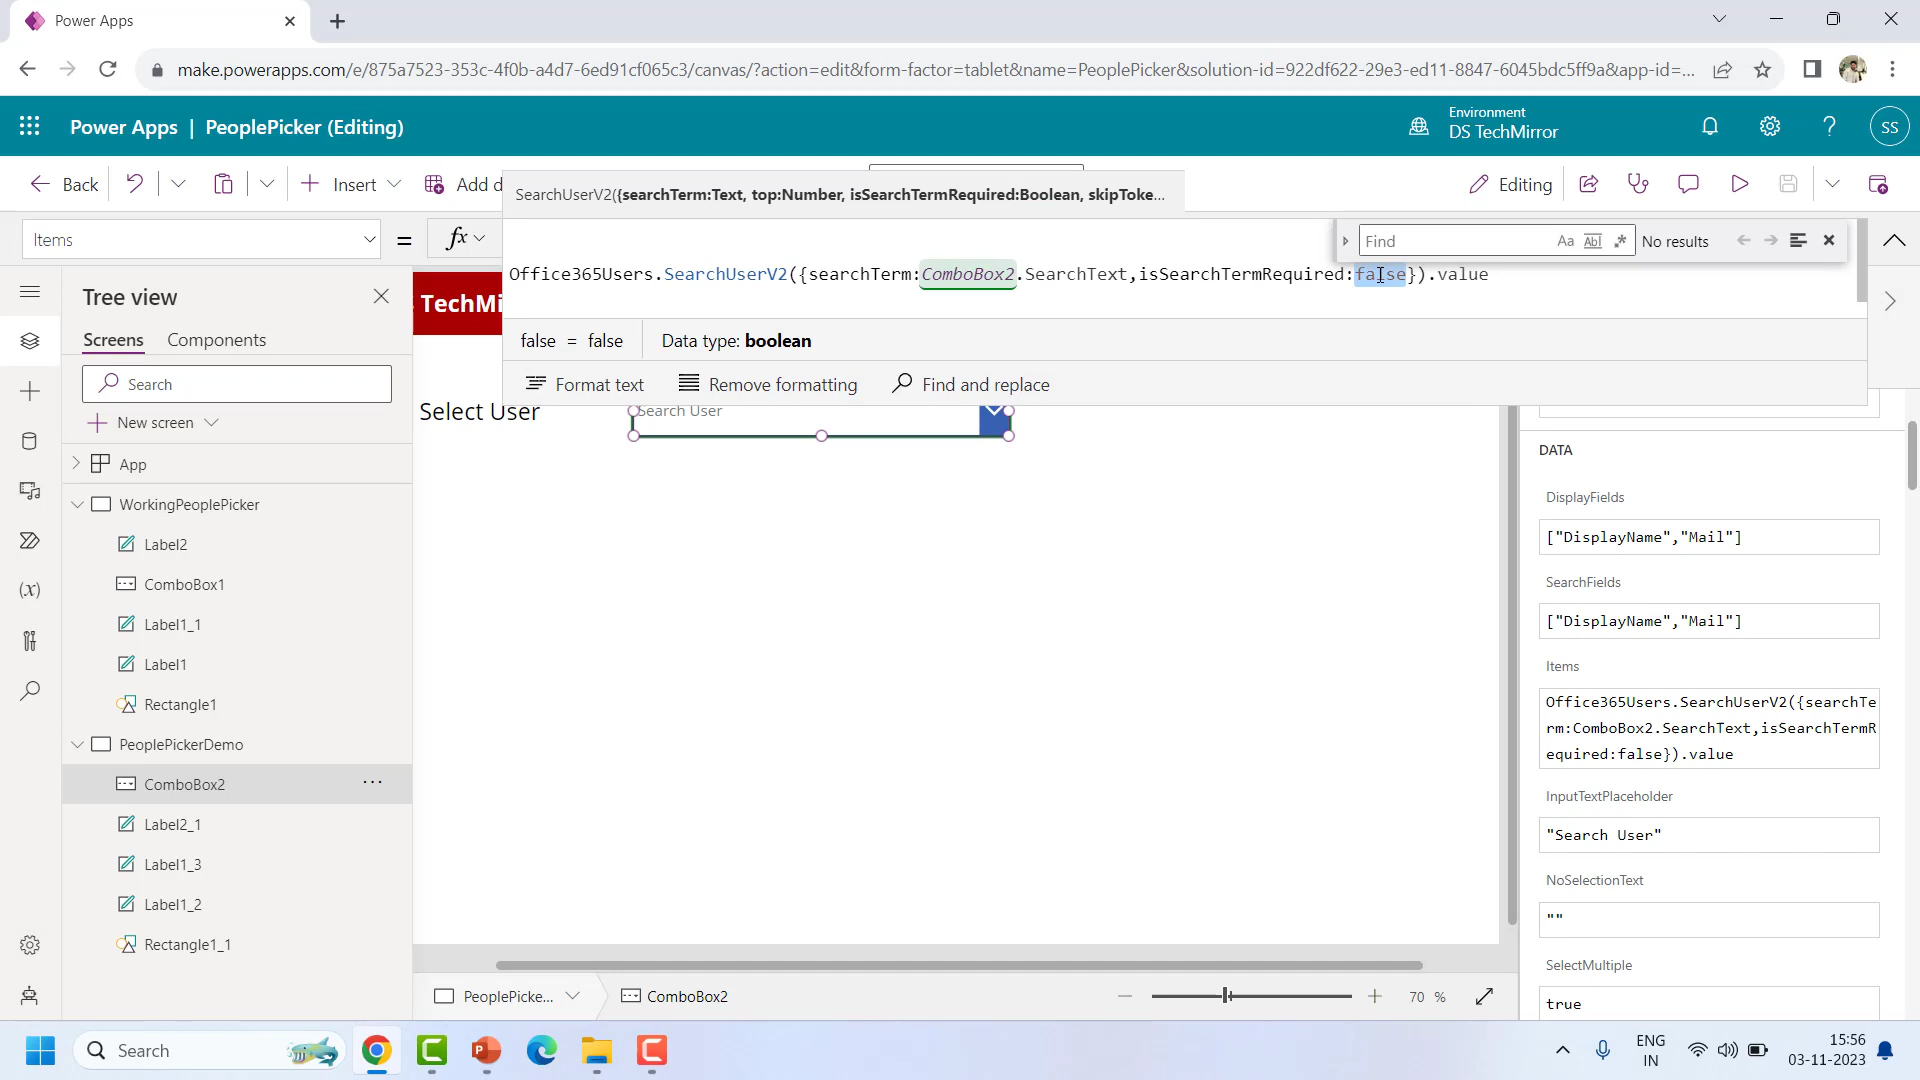 Power Apps
make.powerapps.com/e/875a7523-353c-4f0b-a4d7-6ed91cf065c3/canvas/?action=edit&form-factor=tablet&name=PeoplePicker&solution-id=922df622-29e3-ed11-8847-6045bdc5ff9a&app-id=...
Power Apps | PeoplePicker (Editing)
Environment
DS TechMirror
SS
Back
Insert
Add d
Editing
SearchUserV2({searchTerm:Text, top:Number, isSearchTermRequired:Boolean, skipToke...
Items
=
fx
Find
Aa
Abl
No results
Office365Users.SearchUserV2({searchTerm:ComboBox2.SearchText,isSearchTermRequired:false}).value
false = false
Data type: boolean
Format text
Remove formatting
Find and replace
Tree view
Screens
Components
Search
New screen
App
WorkingPeoplePicker
Label2
ComboBox1
Label1_1
Label1
Rectangle1
PeoplePickerDemo
ComboBox2
Label2_1
Label1_3
Label1_2
Rectangle1_1
TechMi
Select User
Search User
DATA
DisplayFields
["DisplayName","Mail"]
SearchFields
["DisplayName","Mail"]
Items
Office365Users.SearchUserV2({searchTe
rm:ComboBox2.SearchText,isSearchTermR
equired:false}).value
InputTextPlaceholder
"Search User"
NoSelectionText
""
SelectMultiple
true
PeoplePicke...
ComboBox2
70 %
Search
ENG
IN
15:56
03-11-2023